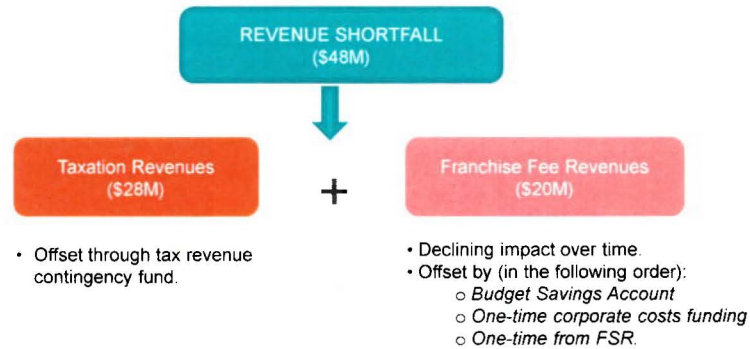 REVENUE SHORTFALL
($48M)
Taxation Revenues
($28M)
+
Franchise Fee Revenues
($20M)
• Offset through tax revenue
contingency fund.
• Declining impact over time.
• Offset by (in the following order):
o Budget Savings Account
o One-time corporate costs funding
o One-time from FSR.